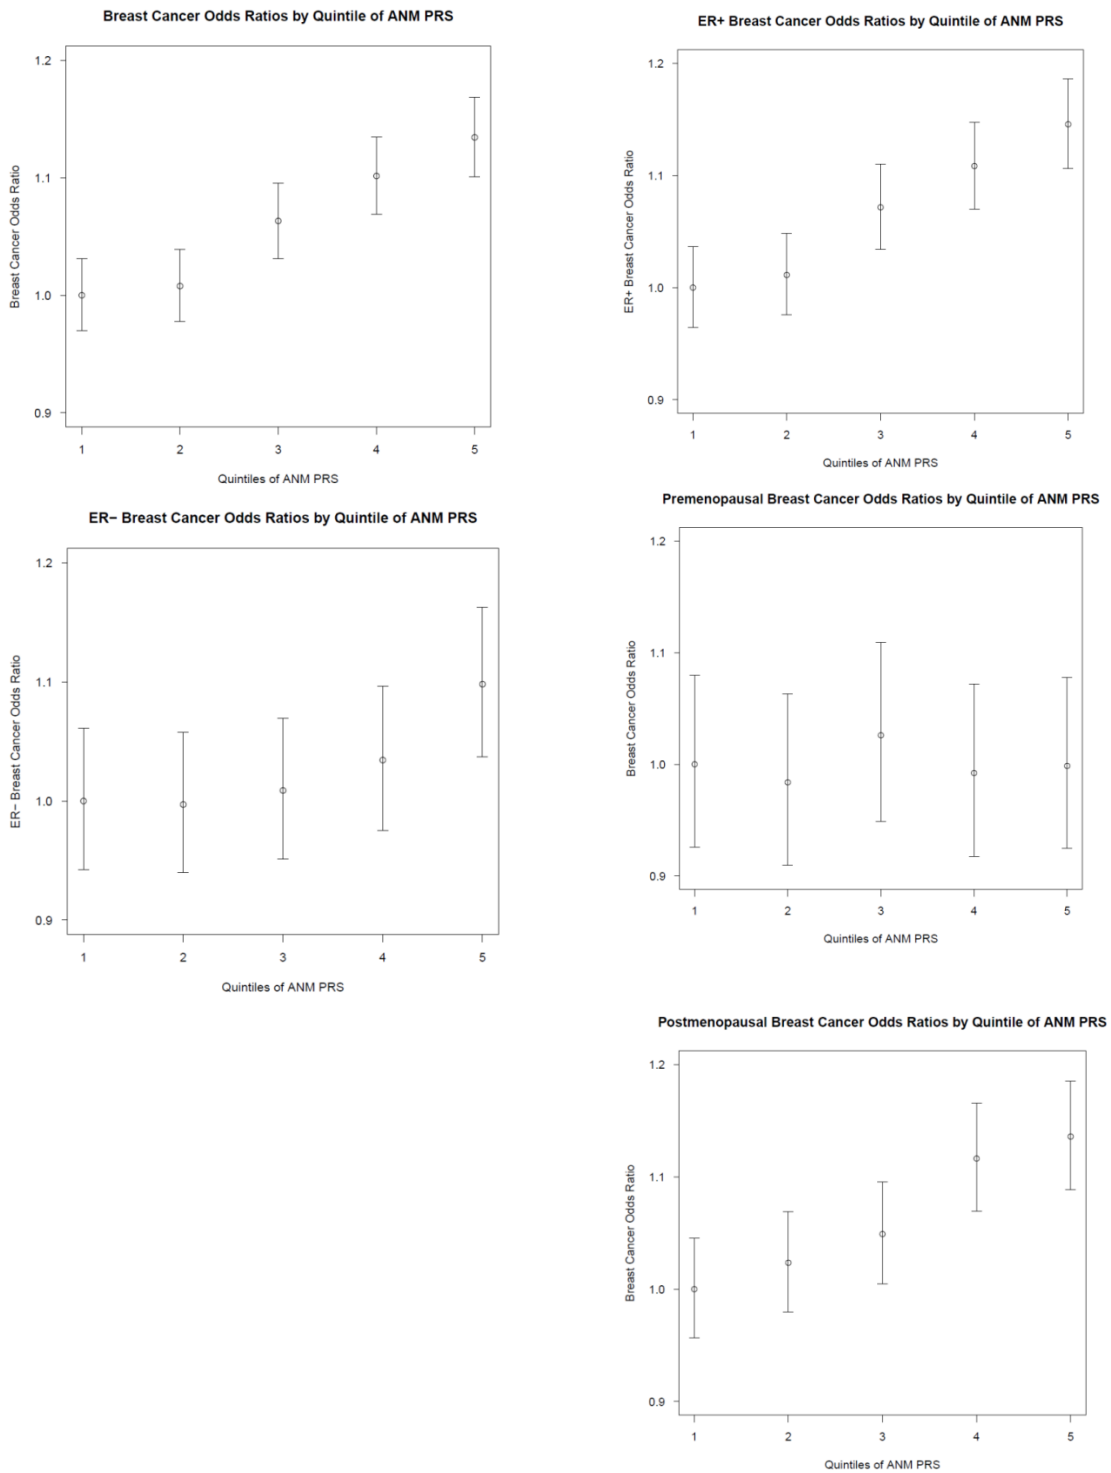 Breast Cancer Odds Ratios by Quintile of ANM PRS
Breast Cancer Odds Ratio
1.2
1.1
1.0
0.9
1 2 3 4 5
Quintiles of ANM PRS
ER+ Breast Cancer Odds Ratios by Quintile of ANM PRS
ER+ Breast Cancer Odds Ratio
1.2
1.1
1.0
0.9
1 2 3 4 5
Quintiles of ANM PRS
ER− Breast Cancer Odds Ratios by Quintile of ANM PRS
ER− Breast Cancer Odds Ratio
1.2
1.1
1.0
0.9
1 2 3 4 5
Quintiles of ANM PRS
Premenopausal Breast Cancer Odds Ratios by Quintile of ANM PRS
Breast Cancer Odds Ratio
1.2
1.1
1.0
0.9
1 2 3 4 5
Quintiles of ANM PRS
Postmenopausal Breast Cancer Odds Ratios by Quintile of ANM PRS
Breast Cancer Odds Ratio
1.2
1.1
1.0
0.9
1 2 3 4 5
Quintiles of ANM PRS